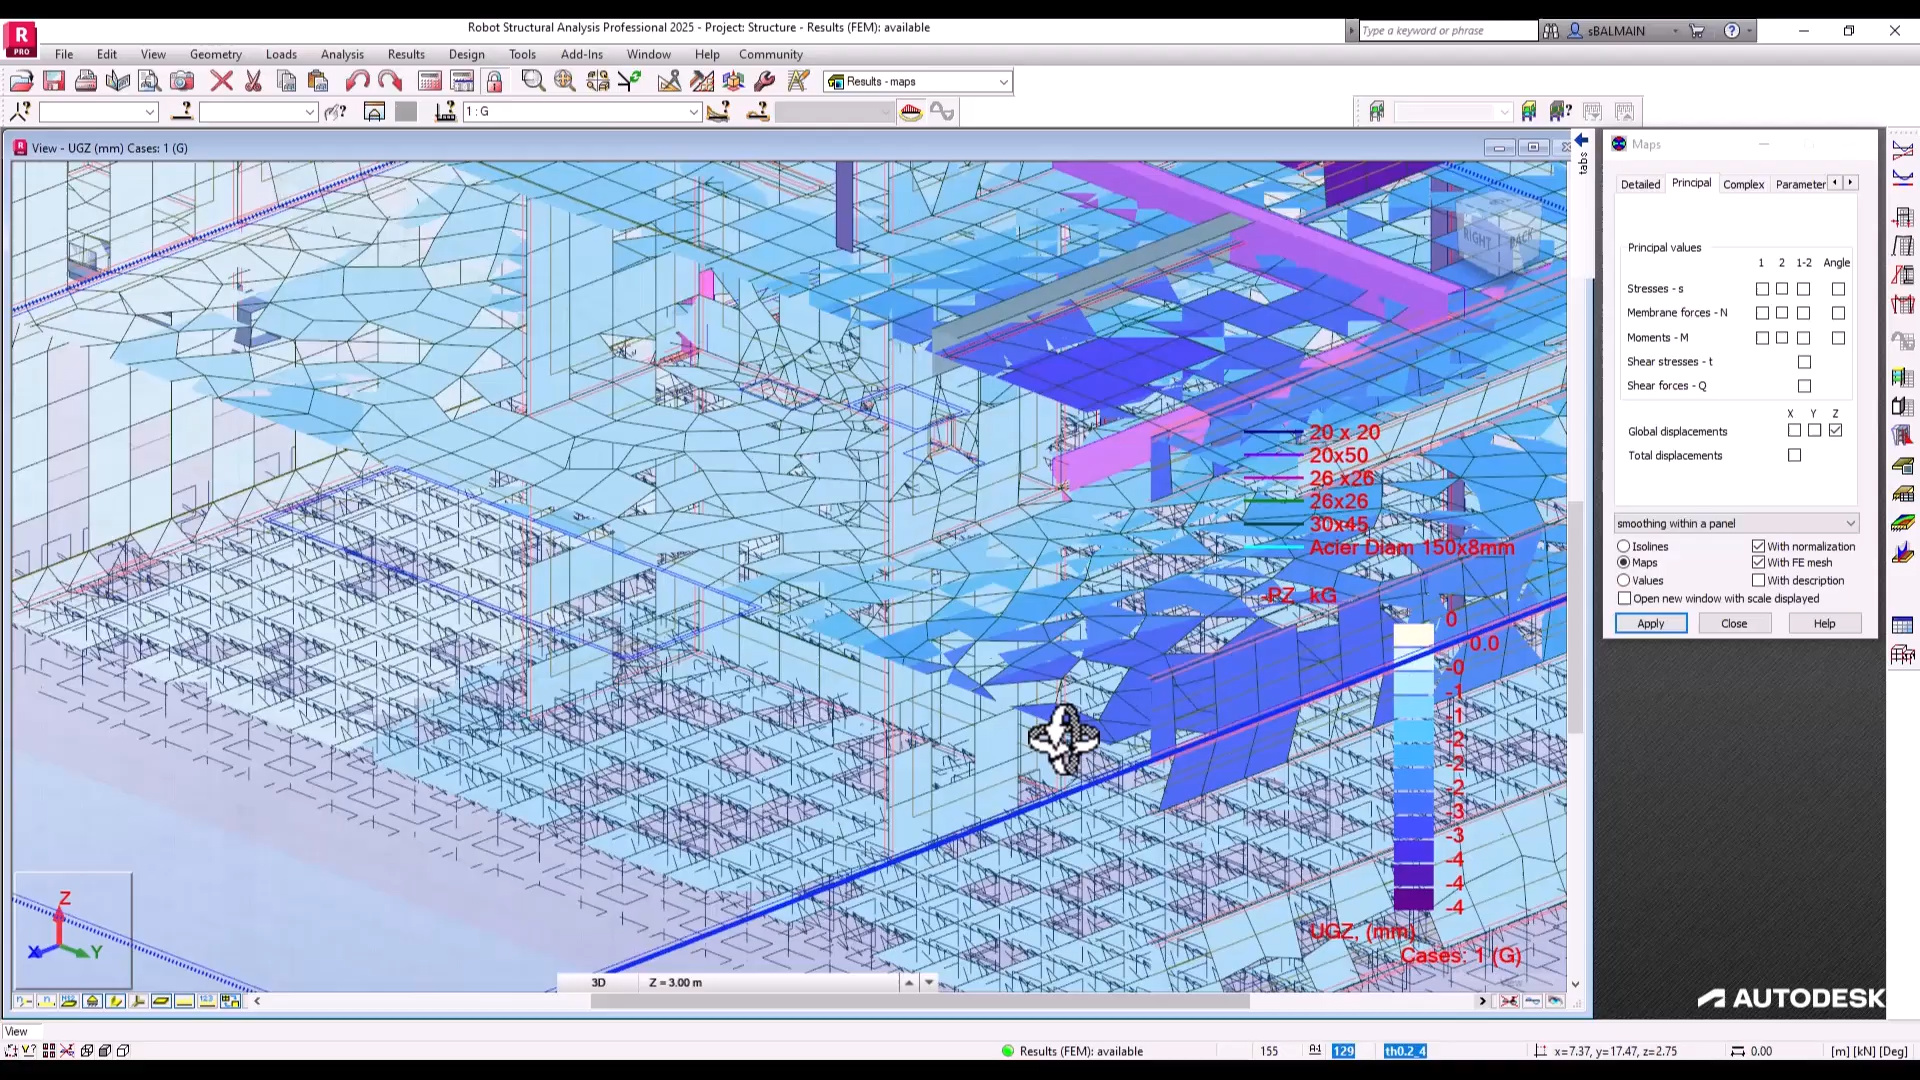 Robot Structural Analysis Professional 2025 - Project: Structure - Results (FEM): available
Type a keyword or phrase
sBALMAIN
R
PRO
File Edit View Geometry Loads Analysis Results Design Tools Add-Ins Window Help Community
Results - maps
1 : G
View - UGZ (mm) Cases: 1 (G)
tabs
RIGHT
BACK
20 x 20
20x50
26 x26
26x26
30x45
Acier Diam 150x8mm
-PZ kG
0
0.0
-0
-1
-1
-2
-2
-2
-3
-3
-4
-4
-4
UGZ, (mm)
Cases: 1 (G)
Z
X
Y
3D
Z = 3.00 m
Maps
Detailed Principal Complex Parameter
Principal values
1 2 1-2 Angle
Stresses - s
Membrane forces - N
Moments - M
Shear stresses - t
Shear forces - Q
X Y Z
Global displacements
Total displacements
smoothing within a panel
Isolines With normalization
Maps With FE mesh
Values With description
Open new window with scale displayed
Apply Close Help
AUTODESK
View
Results (FEM): available
155
129
th0.2_4
x=7.37, y=17.47, z=2.75
0.00
[m] [kN] [Deg]